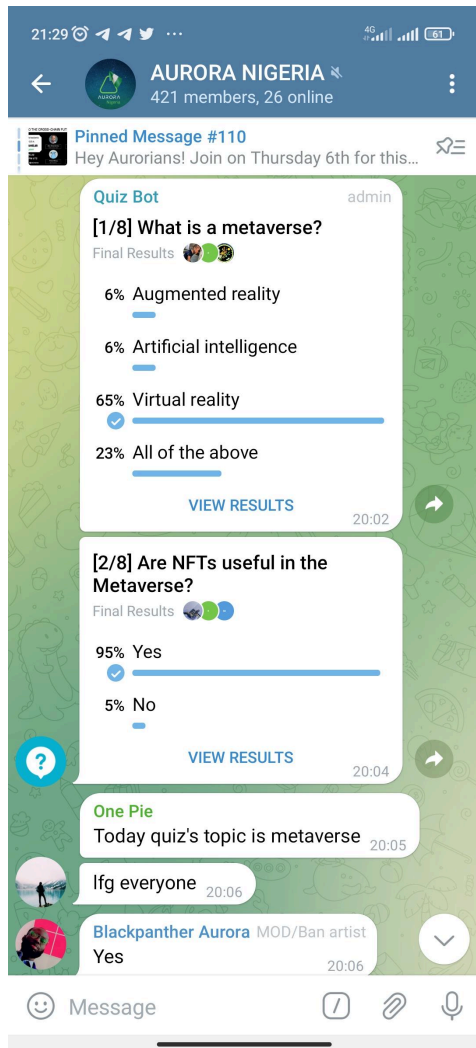 21:29
4G
61
AURORA NIGERIA
421 members, 26 online
AURORA
Nigeria
Pinned Message #110
Hey Aurorians! Join on Thursday 6th for this...
Quiz Bot admin
[1/8] What is a metaverse?
Final Results
6% Augmented reality
6% Artificial intelligence
65% Virtual reality
23% All of the above
VIEW RESULTS
20:02
[2/8] Are NFTs useful in the
Metaverse?
Final Results
95% Yes
5% No
VIEW RESULTS
20:04
One Pie
Today quiz's topic is metaverse 20:05
lfg everyone 20:06
Blackpanther Aurora MOD/Ban artist
Yes
20:06
Message